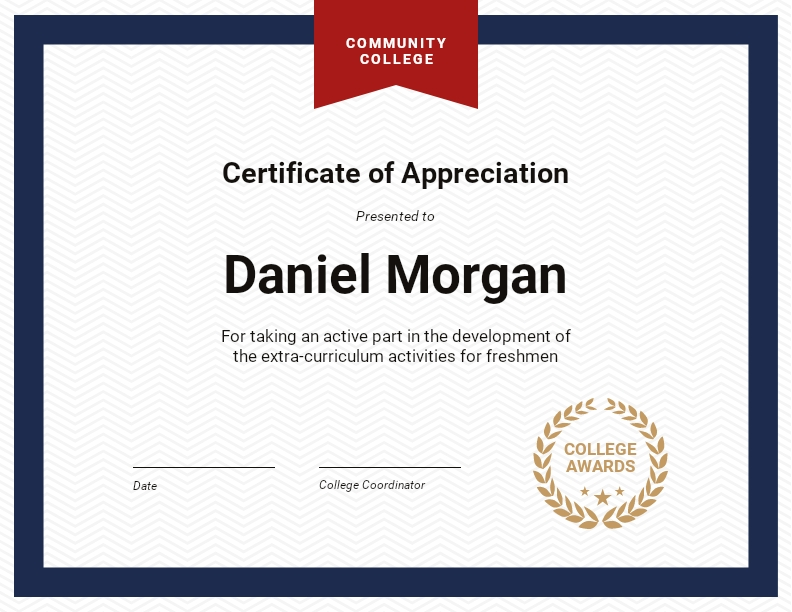 COMMUNITY
COLLEGE
Certificate of Appreciation
Presented to
Daniel Morgan
For taking an active part in the development of
the extra-curriculum activities for freshmen
COLLEGE
AWARDS
Date
College Coordinator